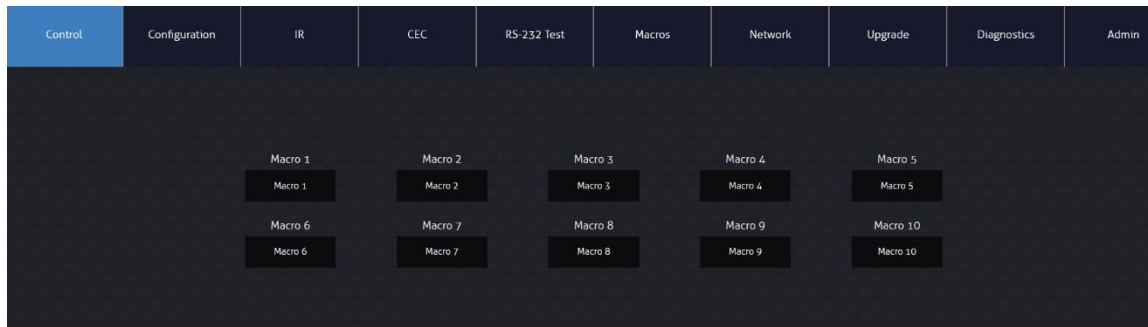 Control Configuration IR CEC RS-232 Test Macros Network Upgrade Diagnostics Admin
Macro 1 Macro 2 Macro 3 Macro 4 Macro 5
Macro 1 Macro 2 Macro 3 Macro 4 Macro 5
Macro 6 Macro 7 Macro 8 Macro 9 Macro 10
Macro 6 Macro 7 Macro 8 Macro 9 Macro 10